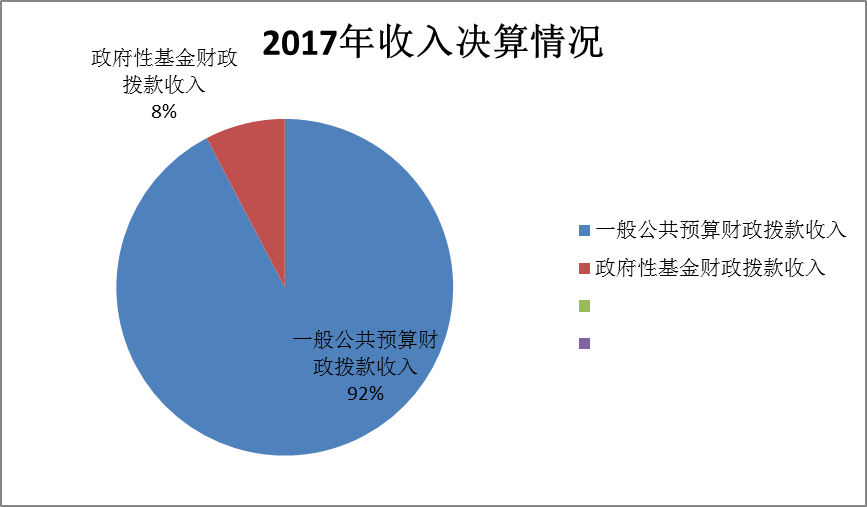 2017年收入决算情况
政府性基金财政
拨款收入
8%
一般公共预算财
政拨款收入
92%
一般公共预算财政拨款收入
政府性基金财政拨款收入